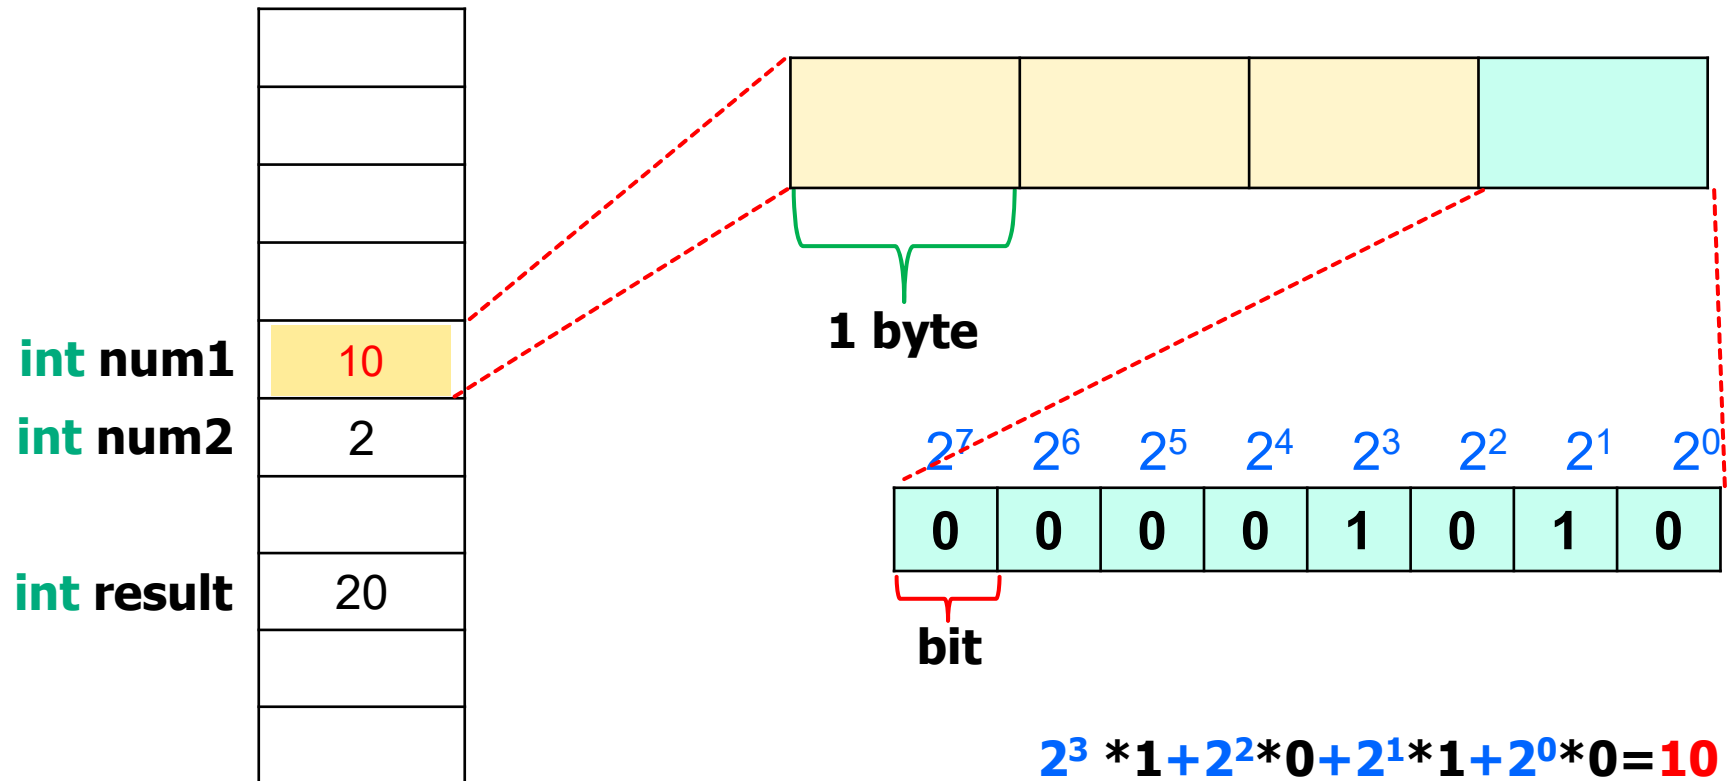 1 byte
int num1 10
int num2 2
2⁷ 2⁶ 2⁵ 2⁴ 2³ 2² 2¹ 2⁰
0 0 0 0 1 0 1 0
int result 20
bit
2³ *1+2²*0+2¹*1+2⁰*0=10